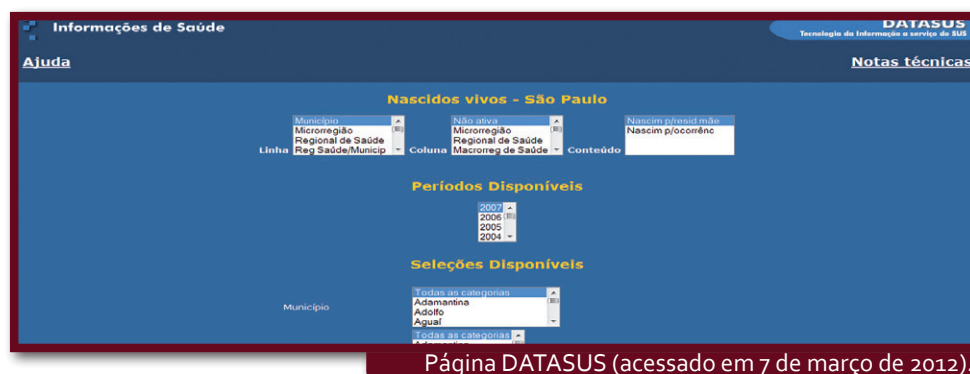 Informações de Saúde
DATASUS
Tecnologia da Informação a serviço do SUS
Ajuda
Notas técnicas
Nascidos vivos - São Paulo
Linha
Município
Microrregião
Regional de Saúde
Reg Saúde/Municip
Coluna
Não ativa
Microrregião
Regional de Saúde
Macrorreg de Saúde
Conteúdo
Nascim p/resid mãe
Nascim p/ocorrênc
Períodos Disponíveis
2007
2006
2005
2004
Seleções Disponíveis
Município
Todas as categorias
Adamantina
Adolfo
Aguaí
Todas as categorias
Página DATASUS (acessado em 7 de março de 2012).